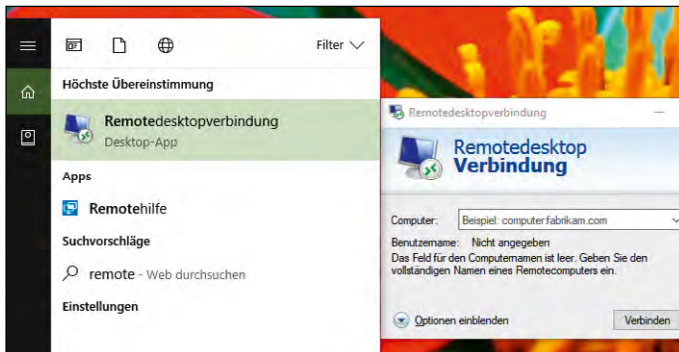 Filter
Höchste Übereinstimmung
Remotedesktopverbindung
Desktop-App
Apps
Remotehilfe
Suchvorschläge
remote - Web durchsuchen
Einstellungen
Remotedesktopverbindung
Remotedesktop
Verbindung
Computer: Beispiel: computer.fabrikam.com
Benutzername: Nicht angegeben
Das Feld für den Computernamen ist leer. Geben Sie den
vollständigen Namen eines Remotecomputers ein.
Optionen einblenden Verbinden